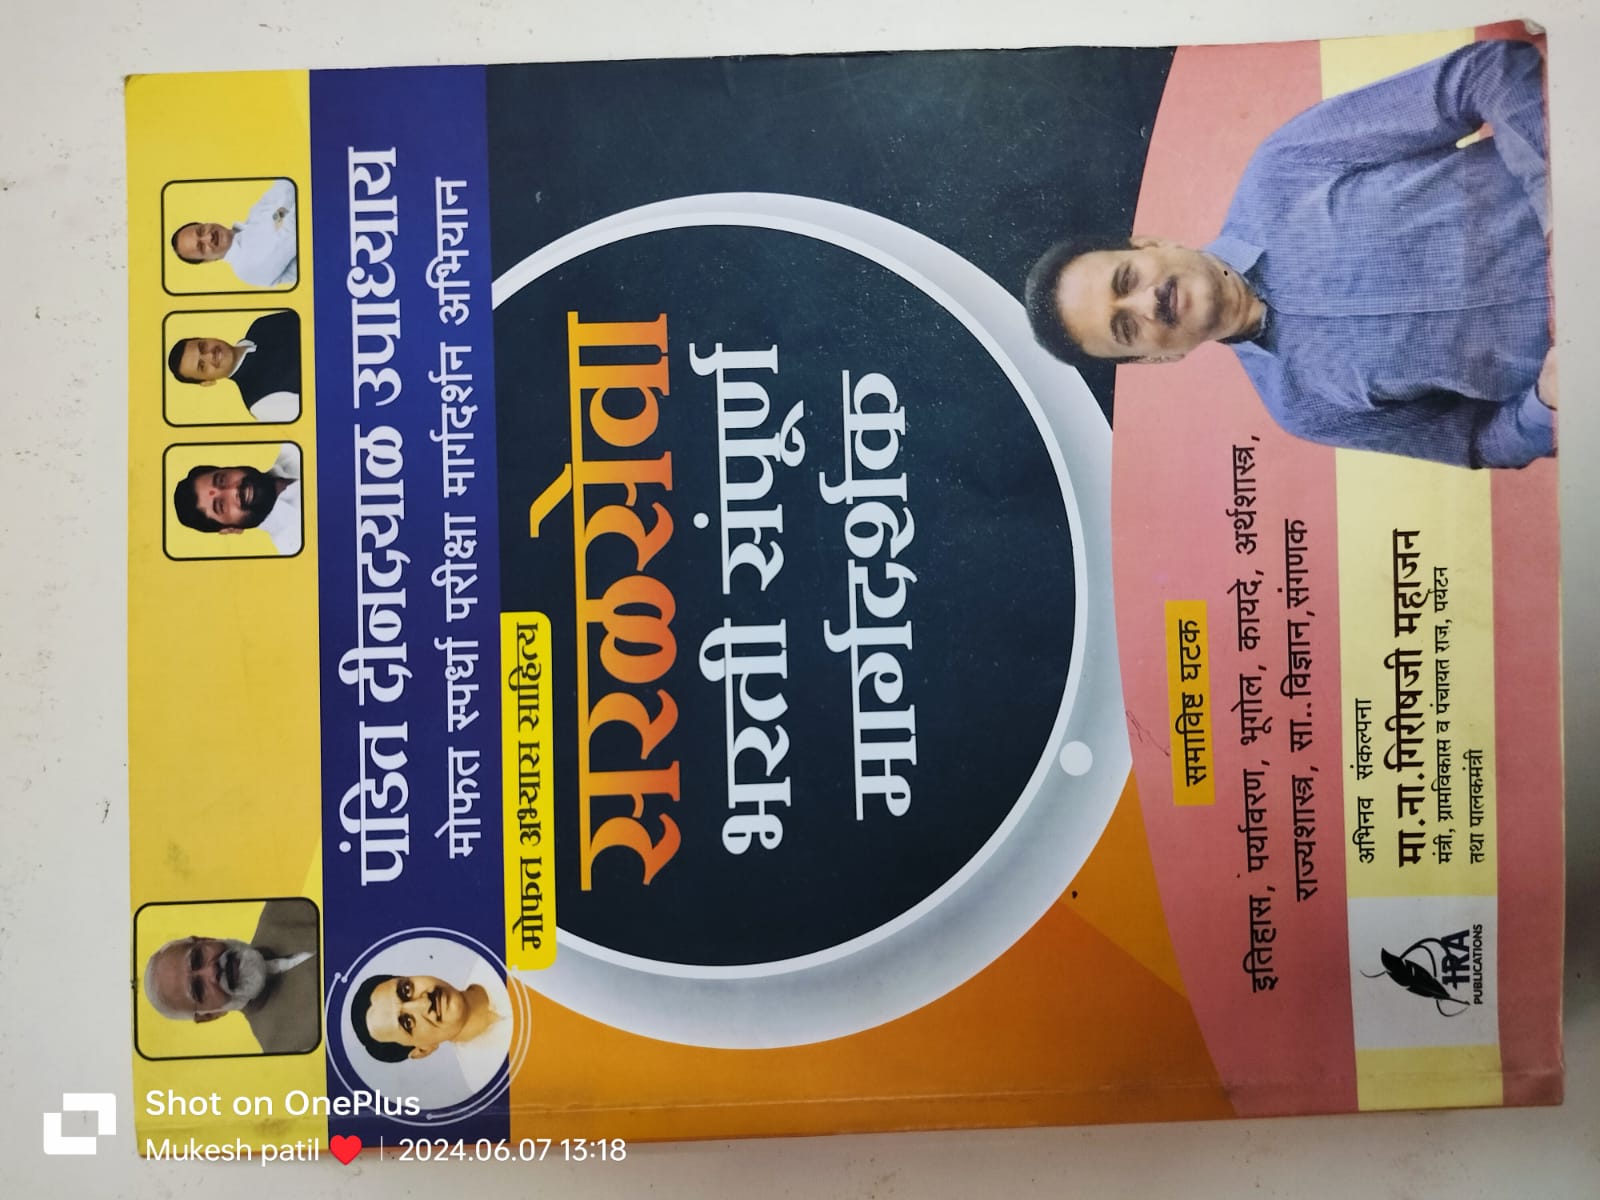 Shot on OnePlus
Mukesh patil ❤️ | 2024.06.07 13:18
पंडित दीनदयाळ उपाध्याय
मोफत स्पर्धा परीक्षा मार्गदर्शन अभियान
मोफत अभ्यास साहित्य
सरळसेवा
भरती संपूर्ण
मार्गदर्शक
समाविष्ट घटक
इतिहास, पर्यावरण, भूगोल, कायदे, अर्थशास्त्र,
राज्यशास्त्र, सा..विज्ञान,संगणक
अभिनव संकल्पना
मा.ना.गिरीषजी महाजन
मंत्री, ग्रामविकास व पंचायत राज, पर्यटन
तथा पालकमंत्री
IRA
PUBLICATIONS